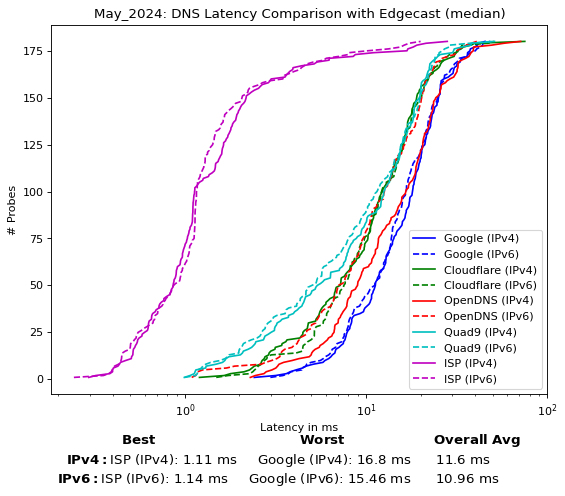 May_2024: DNS Latency Comparison with Edgecast (median)
175
150
125
100
75
50
25
0
# Probes
Google (IPv4)
Google (IPv6)
Cloudflare (IPv4)
Cloudflare (IPv6)
OpenDNS (IPv4)
OpenDNS (IPv6)
Quad9 (IPv4)
Quad9 (IPv6)
ISP (IPv4)
ISP (IPv6)
10⁰ 10¹ 10²
Latency in ms
Best Worst Overall Avg
IPv4: ISP (IPv4): 1.11 ms Google (IPv4): 16.8 ms 11.6 ms
IPv6: ISP (IPv6): 1.14 ms Google (IPv6): 15.46 ms 10.96 ms